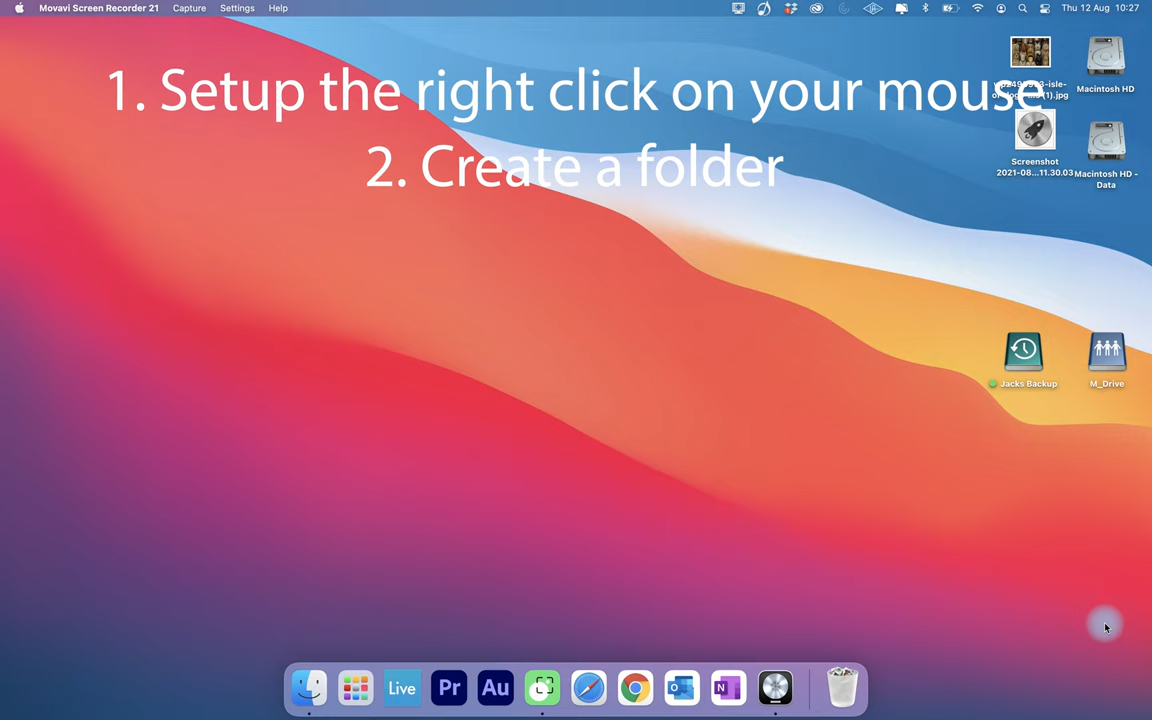 Movavi Screen Recorder 21 Capture Settings Help Thu 12 Aug 10:27
1. Setup the right click on your mouse
2. Create a folder
Macintosh HD
Screenshot
2021-08...11.30.03
Macintosh HD -
Data
Jacks Backup
M_Drive
Live
Pr
Au